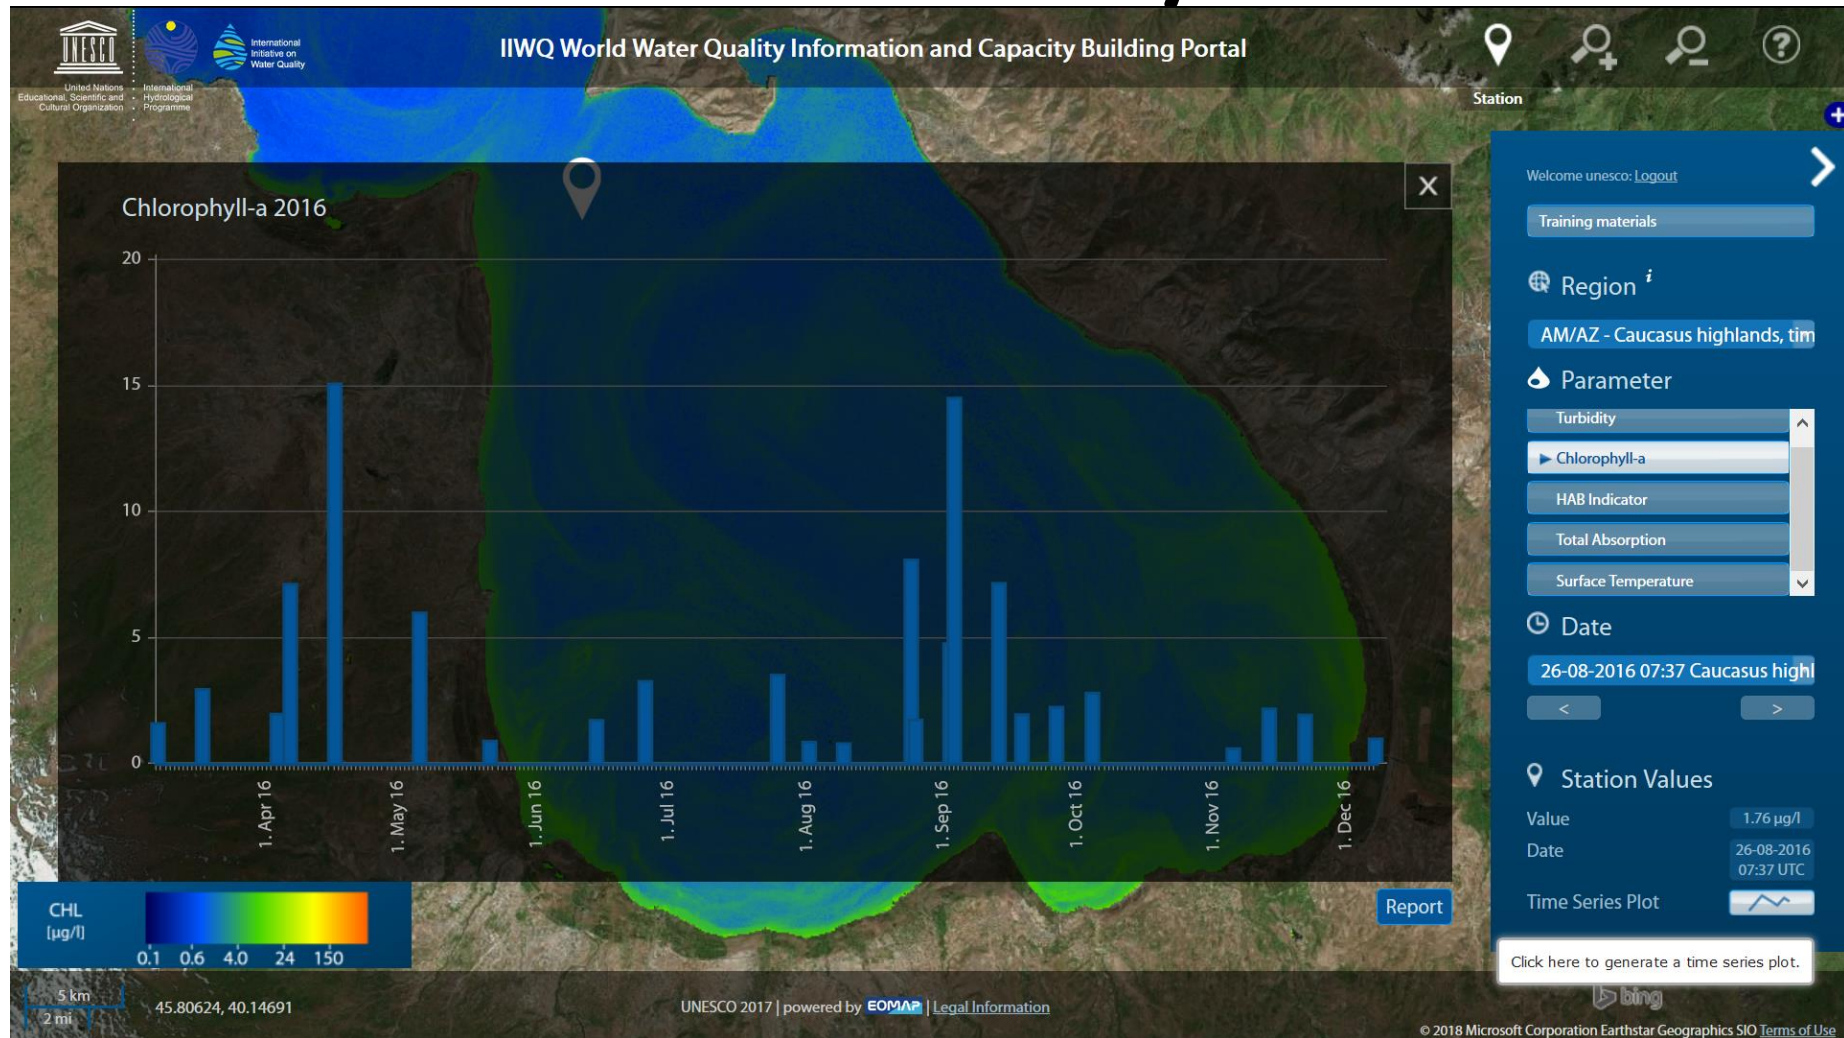 UNESCO
United Nations
Educational, Scientific and
Cultural Organization
International
Hydrological
Programme
International
Initiative on
Water Quality
IIWQ World Water Quality Information and Capacity Building Portal
?
Station
+
Chlorophyll-a 2016
X
20
15
10
5
0
1. Apr 16
1. May 16
1. Jun 16
1. Jul 16
1. Aug 16
1. Sep 16
1. Oct 16
1. Nov 16
1. Dec 16
Welcome unesco: Logout
Training materials
Region i
AM/AZ - Caucasus highlands, tim
Parameter
Turbidity
Chlorophyll-a
HAB Indicator
Total Absorption
Surface Temperature
Date
26-08-2016 07:37 Caucasus highl
< >
Station Values
Value 1.76 µg/l
Date 26-08-2016
07:37 UTC
Time Series Plot
Click here to generate a time series plot.
Report
CHL
[µg/l]
0.1 0.6 4.0 24 150
5 km
2 mi
45.80624, 40.14691
UNESCO 2017 | powered by EOMAP | Legal Information
bing
© 2018 Microsoft Corporation Earthstar Geographics SIO Terms of Use